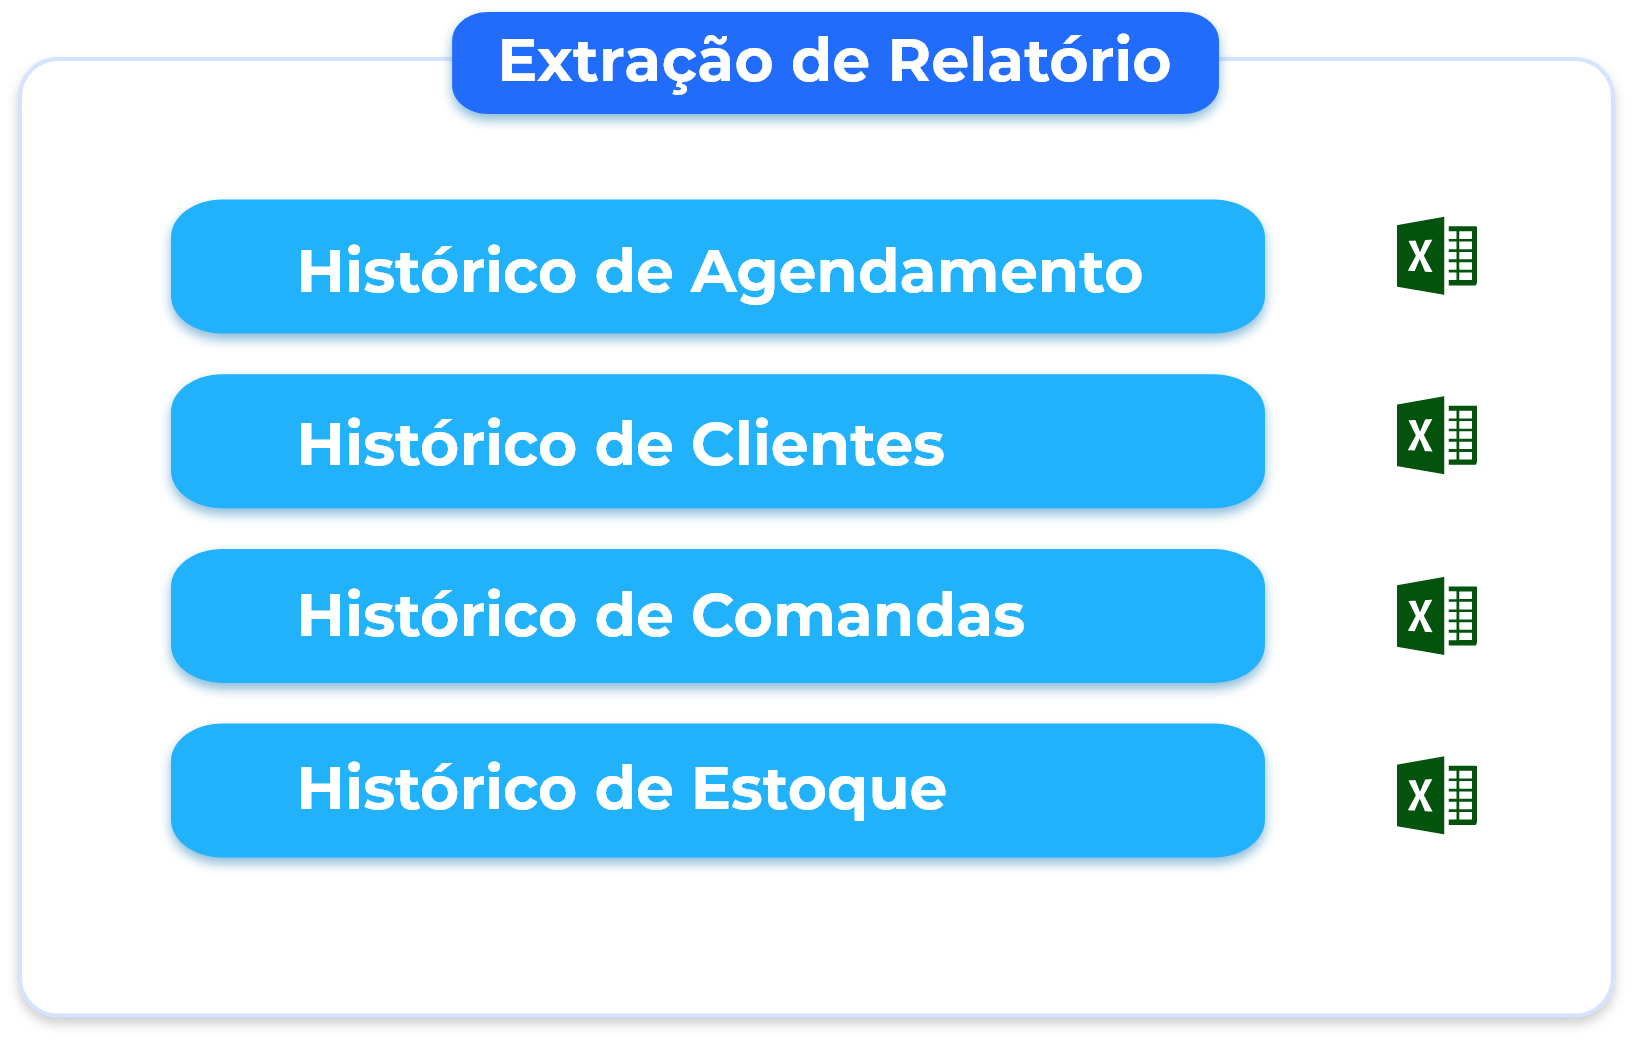 Extração de Relatório
Histórico de Agendamento
X
Histórico de Clientes
X
Histórico de Comandas
X
Histórico de Estoque
X